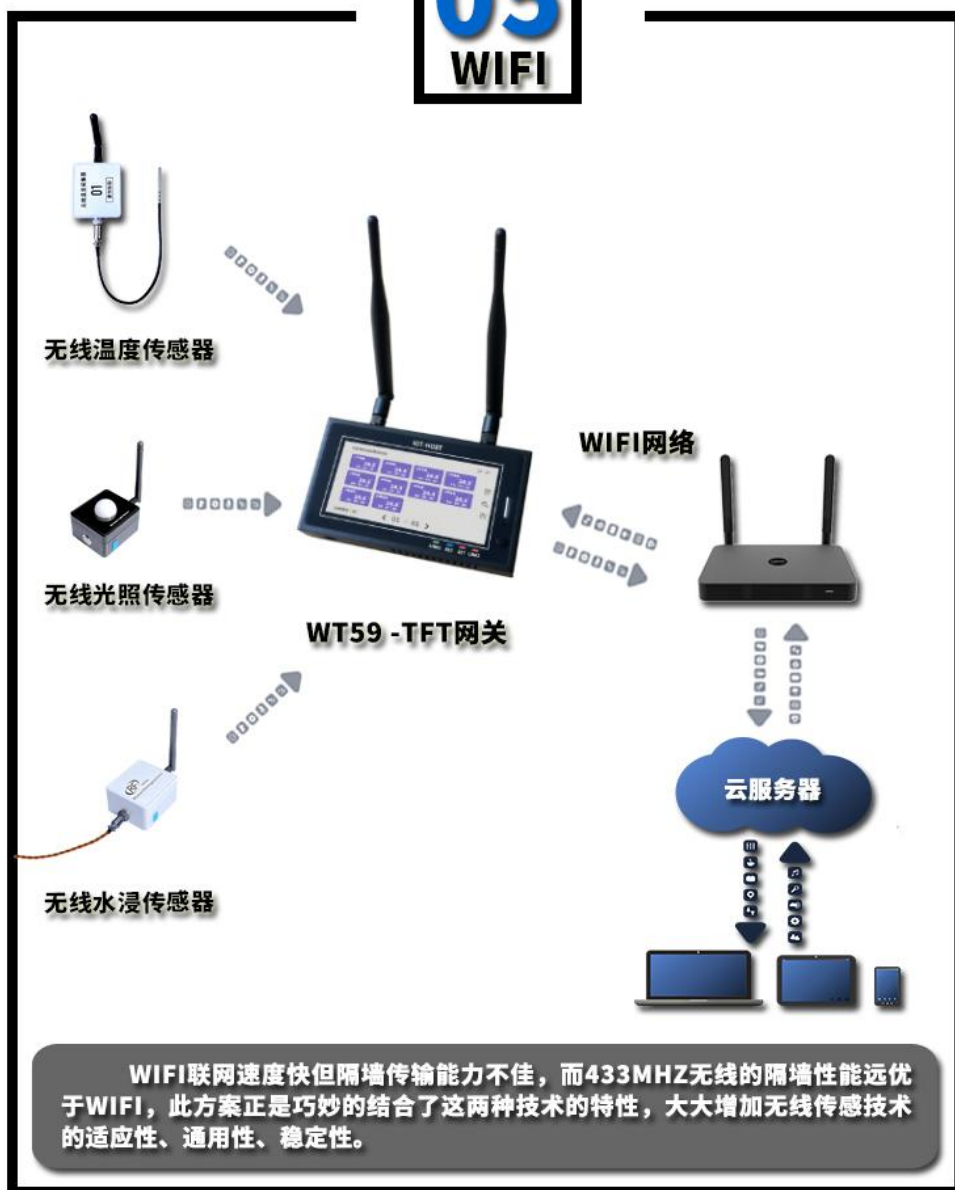 05
WIFI
01
无线温度传感器
IOT-HOST
WIFI网络
无线光照传感器
WT59 -TFT网关
云服务器
无线水浸传感器
WIFI联网速度快但隔墙传输能力不佳，而433MHZ无线的隔墙性能远优
于WIFI，此方案正是巧妙的结合了这两种技术的特性，大大增加无线传感技术
的适应性、通用性、稳定性。